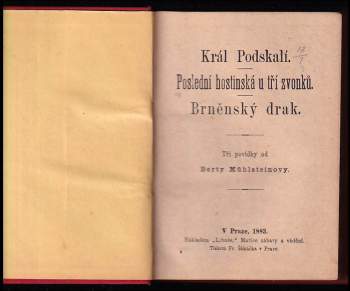 Král Podskalí.
Poslední hostinská u tří zvonků.
Brněnský drak.
Tři povídky od
Berty Mühlsteinovy.
V Praze, 1883.
Nákladem „Libuše,“ Matice zábavy a vědění.
Tiskem Fr. Šimáčka v Praze